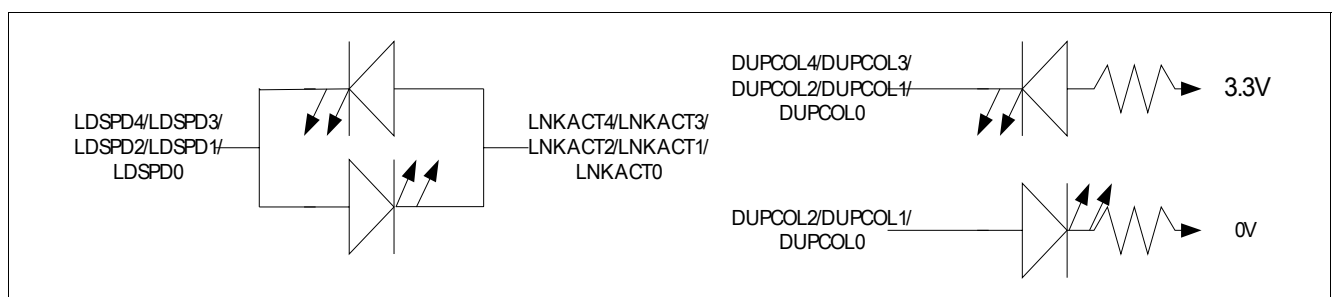 LDSPD4/LDSPD3/
LDSPD2/LDSPD1/
LDSPD0
LNKACT4/LNKACT3/
LNKACT2/LNKACT1/
LNKACT0
DUPCOL4/DUPCOL3/
DUPCOL2/DUPCOL1/
DUPCOL0
3.3V
DUPCOL2/DUPCOL1/
DUPCOL0
0V